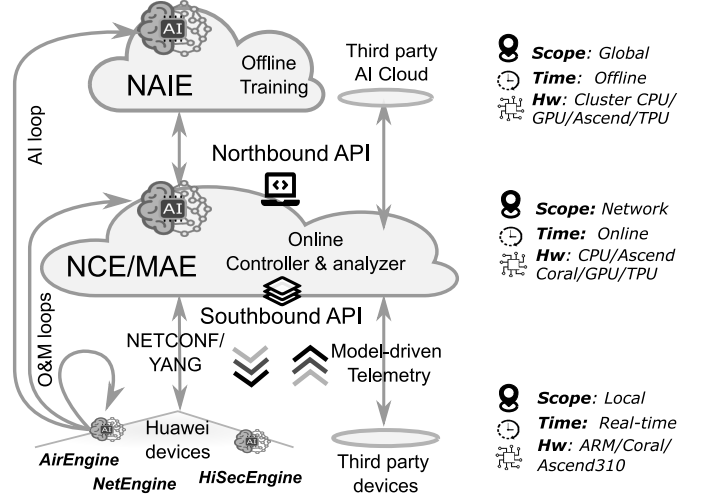 AI
NAIE
Offline
Training
Third party
AI Cloud
Scope: Global
Time: Offline
Hw: Cluster CPU/
GPU/Ascend/TPU
AI loop
Northbound API
AI
NCE/MAE
Online
Controller & analyzer
Scope: Network
Time: Online
Hw: CPU/Ascend
Coral/GPU/TPU
Southbound API
O&M loops
NETCONF/
YANG
Model-driven
Telemetry
AI
Huawei
devices
AI
AirEngine
NetEngine
HiSecEngine
Third party
devices
Scope: Local
Time: Real-time
Hw: ARM/Coral/
Ascend310